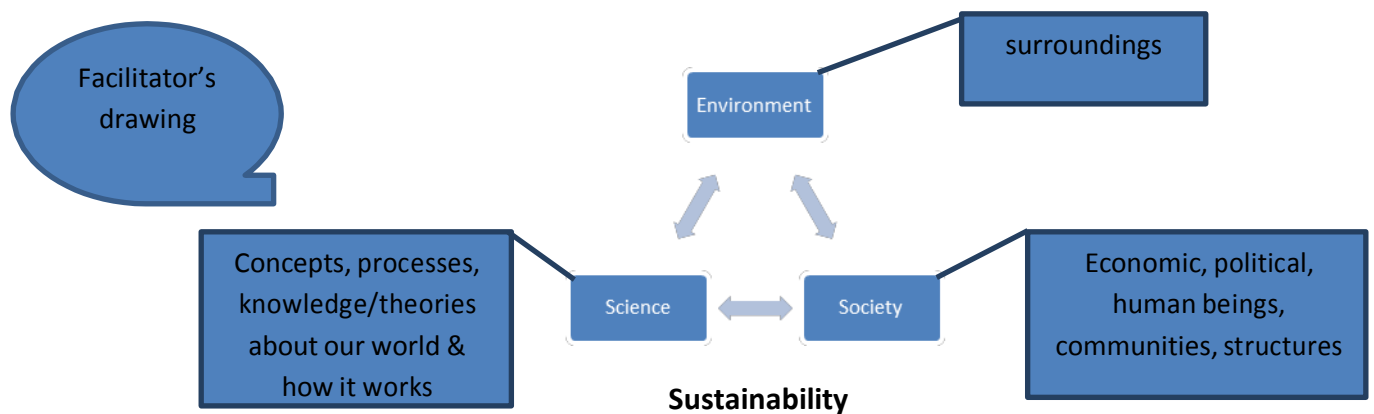 Facilitator’s
drawing
surroundings
Environment
Concepts, processes,
knowledge/theories
about our world &
how it works
Science
Society
Economic, political,
human beings,
communities, structures
Sustainability